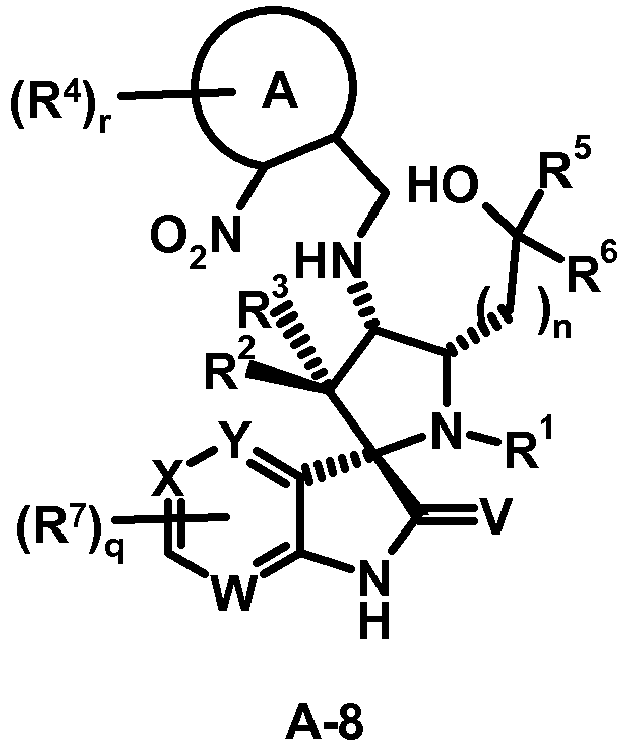 A
(R⁴)ᵣ
HO R⁵
O₂N
HN R⁶
R³ ( )ₙ
R²
N R¹
Y
X
(R⁷)q V
W N
H
A-8